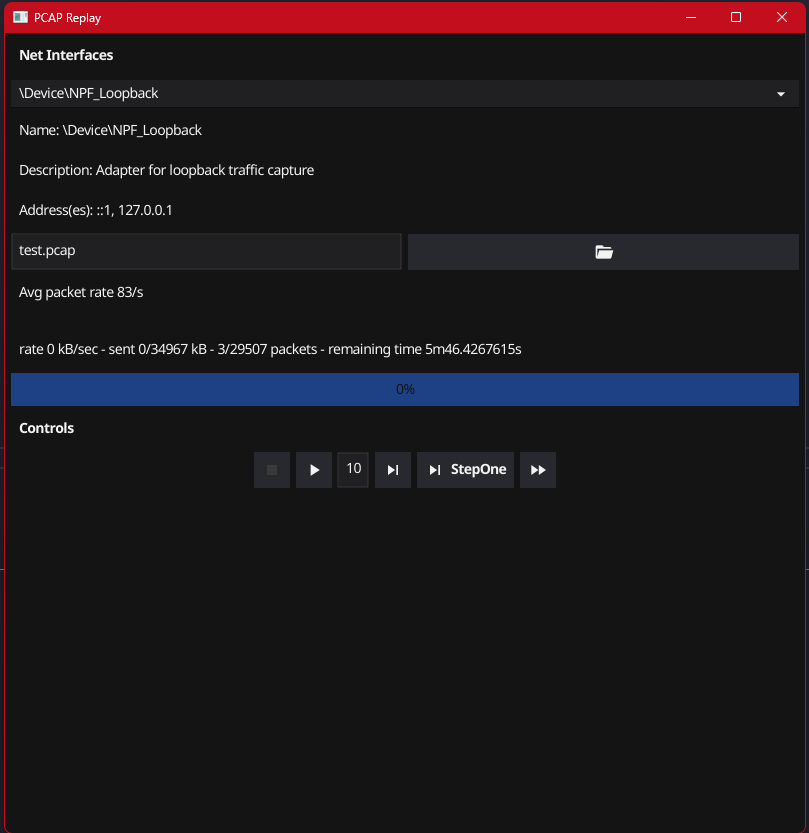 PCAP Replay
Net Interfaces
\Device\NPF_Loopback
Name: \Device\NPF_Loopback
Description: Adapter for loopback traffic capture
Address(es): ::1, 127.0.0.1
test.pcap
Avg packet rate 83/s
rate 0 kB/sec - sent 0/34967 kB - 3/29507 packets - remaining time 5m46.4267615s
0%
Controls
10 StepOne